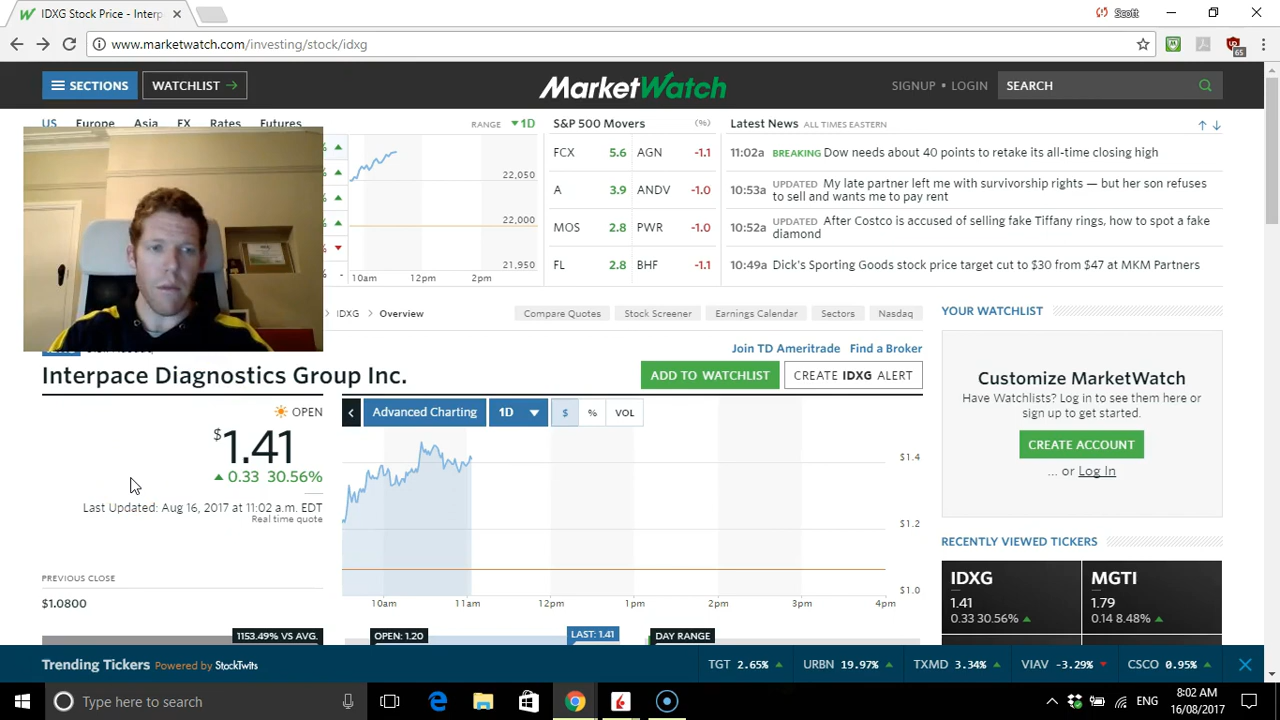 IDXG Stock Price - Interp
Scott
www.marketwatch.com/investing/stock/idxg
65
SECTIONS
WATCHLIST
MarketWatch
SIGNUP • LOGIN
SEARCH
US Europe Asia FX Rates Futures
RANGE 1D
22,050
22,000
21,950
10am 12pm 2pm
S&P 500 Movers (%)
FCX 5.6 AGN -1.1
A 3.9 ANDV -1.0
MOS 2.8 PWR -1.0
FL 2.8 BHF -1.1
Latest News ALL TIMES EASTERN
11:02a BREAKING Dow needs about 40 points to retake its all-time closing high
10:53a UPDATED My late partner left me with survivorship rights — but her son refuses
to sell and wants me to pay rent
10:52a UPDATED After Costco is accused of selling fake Tiffany rings, how to spot a fake
diamond
10:49a Dick's Sporting Goods stock price target cut to $30 from $47 at MKM Partners
IDXG > Overview
Compare Quotes
Stock Screener
Earnings Calendar
Sectors
Nasdaq
Join TD Ameritrade Find a Broker
Interpace Diagnostics Group Inc.
ADD TO WATCHLIST
CREATE IDXG ALERT
OPEN
$1.41
0.33 30.56%
Last Updated: Aug 16, 2017 at 11:02 a.m. EDT
Real time quote
PREVIOUS CLOSE
$1.0800
Advanced Charting
1D
$
%
VOL
$1.4
$1.2
$1.0
10am 11am 12pm 1pm 2pm 3pm 4pm
1153.49% VS AVG.
OPEN: 1.20
LAST: 1.41
DAY RANGE
YOUR WATCHLIST
Customize MarketWatch
Have Watchlists? Log in to see them here or
sign up to get started.
CREATE ACCOUNT
... or Log In
RECENTLY VIEWED TICKERS
IDXG
1.41
0.33 30.56%
MGTI
1.79
0.14 8.48%
Trending Tickers Powered by StockTwits
TGT 2.65% URBN 19.97% TXMD 3.34% VIAV -3.29% CSCO 0.95%
Type here to search
ENG
8:02 AM
16/08/2017